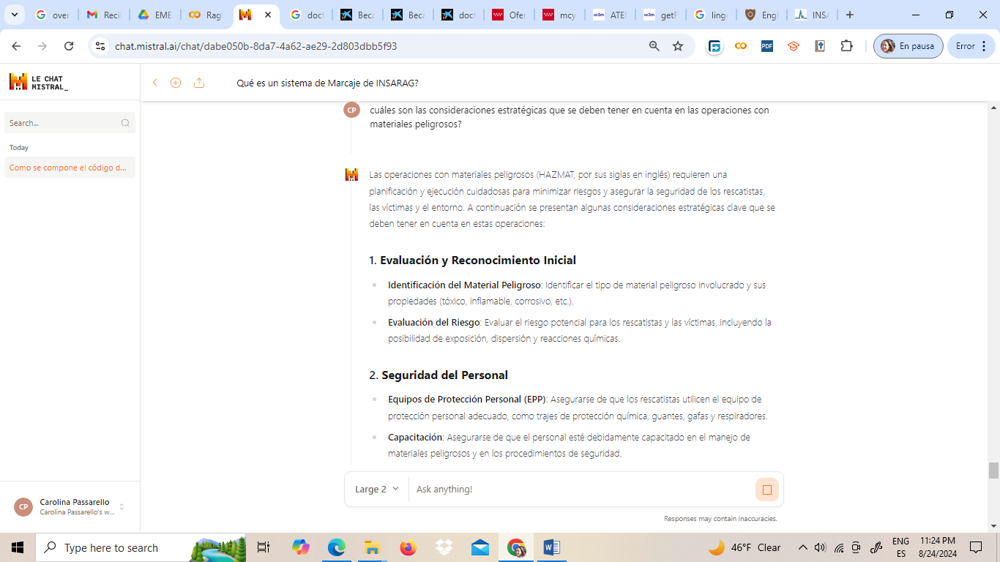 over
Reci
EME
Rag
doct
Beca
Beca
doct
Ofer
mcy
ATE
getF
ling
Engl
INSA
chat.mistral.ai/chat/dabe050b-8da7-4a62-ae29-2d803dbb5f93
PDF
En pausa
Error
LE CHAT
MISTRAL_
Qué es un sistema de Marcaje de INSARAG?
Search...
Today
Como se compone el código d...
CP
cuáles son las consideraciones estratégicas que se deben tener en cuenta en las operaciones con
materiales peligrosos?
Las operaciones con materiales peligrosos (HAZMAT, por sus siglas en inglés) requieren una
planificación y ejecución cuidadosas para minimizar riesgos y asegurar la seguridad de los rescatistas,
las víctimas y el entorno. A continuación se presentan algunas consideraciones estratégicas clave que se
deben tener en cuenta en estas operaciones:
1. Evaluación y Reconocimiento Inicial
Identificación del Material Peligroso: Identificar el tipo de material peligroso involucrado y sus
propiedades (tóxico, inflamable, corrosivo, etc.).
Evaluación del Riesgo: Evaluar el riesgo potencial para los rescatistas y las víctimas, incluyendo la
posibilidad de exposición, dispersión y reacciones químicas.
2. Seguridad del Personal
Equipos de Protección Personal (EPP): Asegurarse de que los rescatistas utilicen el equipo de
protección personal adecuado, como trajes de protección química, guantes, gafas y respiradores.
Capacitación: Asegurarse de que el personal esté debidamente capacitado en el manejo de
materiales peligrosos y en los procedimientos de seguridad.
Large 2
Ask anything!
Responses may contain inaccuracies.
CP
Carolina Passarello
Carolina Passarello's w...
Type here to search
46°F Clear
ENG
ES
11:24 PM
8/24/2024